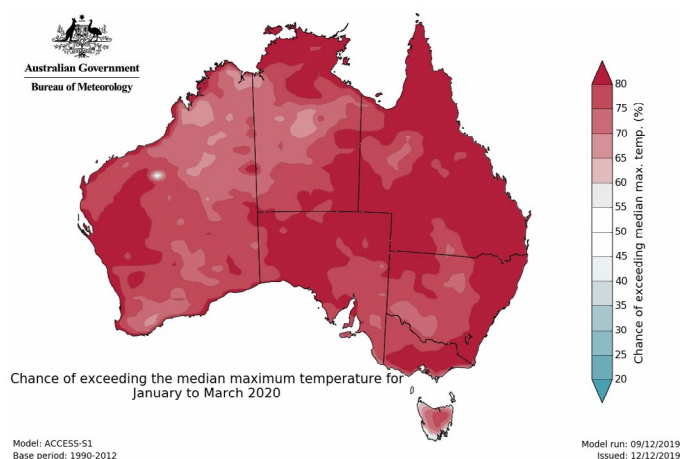 Australian Government
Bureau of Meteorology
80
75
70
65
60
55
50
45
40
35
30
25
20
Chance of exceeding median max. temp. (%)
Chance of exceeding the median maximum temperature for
January to March 2020
Model: ACCESS-S1
Base period: 1990-2012
Model run: 09/12/2019
Issued: 12/12/2019